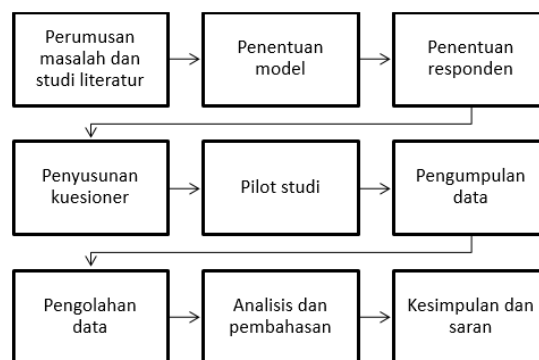 Perumusan
masalah dan
studi literatur
Penentuan
model
Penentuan
responden
Penyusunan
kuesioner
Pilot studi
Pengumpulan
data
Pengolahan
data
Analisis dan
pembahasan
Kesimpulan dan
saran